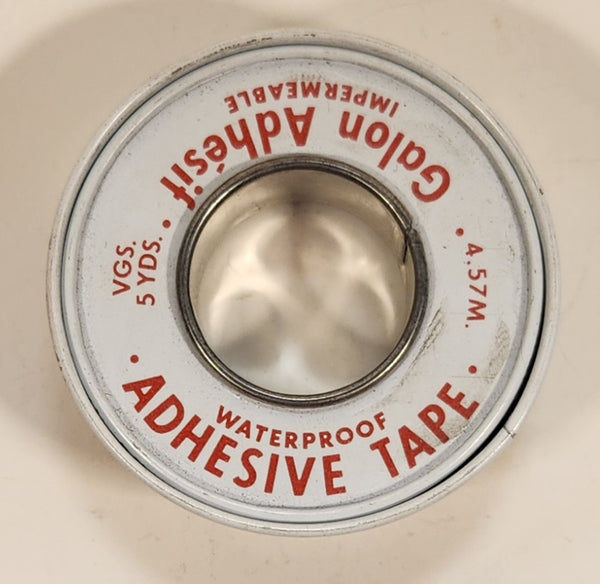 Galon Adhésif
IMPERMEABLE
VGS.
5 YDS.
4.57M.
WATERPROOF
ADHESIVE TAPE